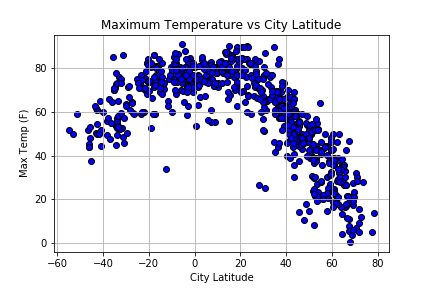 Maximum Temperature vs City Latitude
Max Temp (F)
80
60
40
20
0
−60 −40 −20 0 20 40 60 80
City Latitude